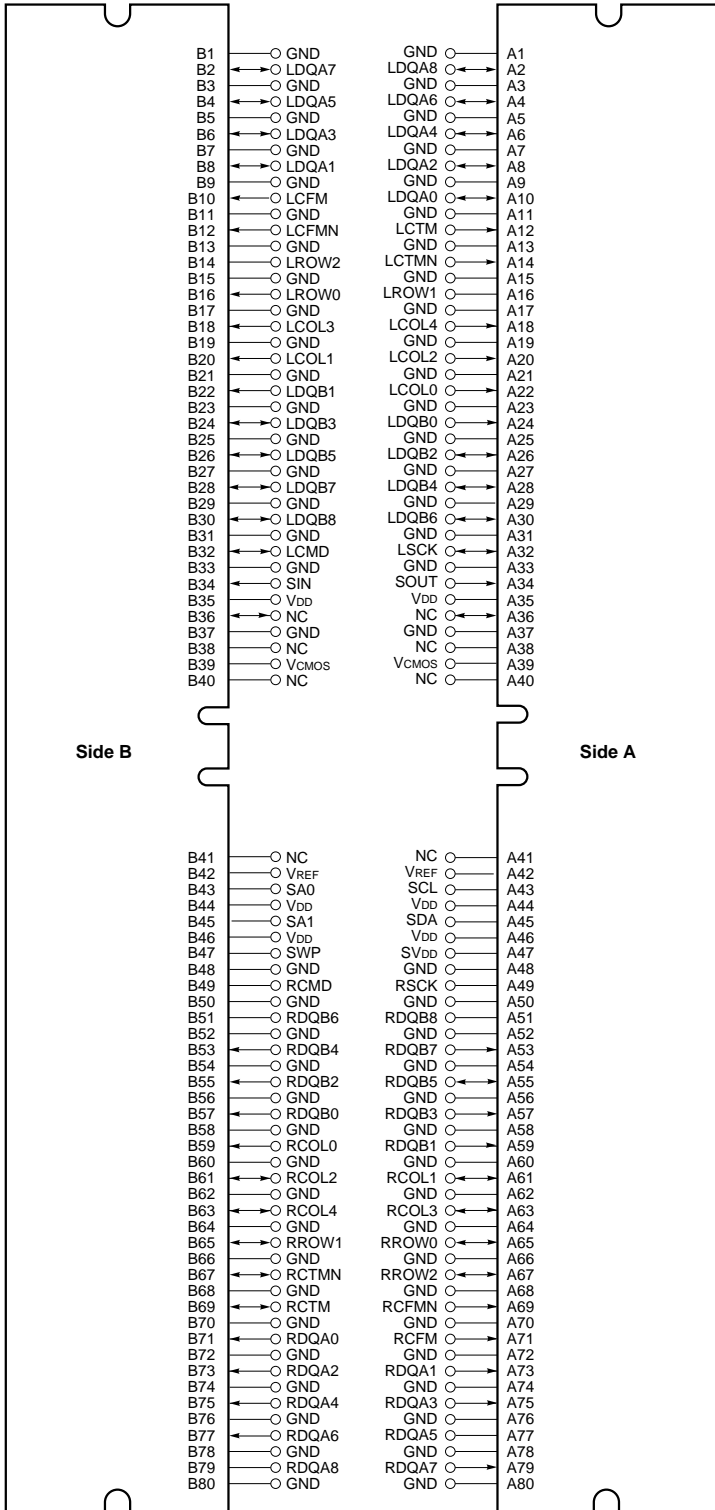 B1 GND GND A1
B2 LDQA7 LDQA8 A2
B3 GND GND A3
B4 LDQA5 LDQA6 A4
B5 GND GND A5
B6 LDQA3 LDQA4 A6
B7 GND GND A7
B8 LDQA1 LDQA2 A8
B9 GND GND A9
B10 LCFM LDQA0 A10
B11 GND GND A11
B12 LCFMN LCTM A12
B13 GND GND A13
B14 LROW2 LCTMN A14
B15 GND GND A15
B16 LROW0 LROW1 A16
B17 GND GND A17
B18 LCOL3 LCOL4 A18
B19 GND GND A19
B20 LCOL1 LCOL2 A20
B21 GND GND A21
B22 LDQB1 LCOL0 A22
B23 GND GND A23
B24 LDQB3 LDQB0 A24
B25 GND GND A25
B26 LDQB5 LDQB2 A26
B27 GND GND A27
B28 LDQB7 LDQB4 A28
B29 GND GND A29
B30 LDQB8 LDQB6 A30
B31 GND GND A31
B32 LCMD LSCK A32
B33 GND GND A33
B34 SIN SOUT A34
B35 VDD VDD A35
B36 NC NC A36
B37 GND GND A37
B38 NC NC A38
B39 VCMOS VCMOS A39
B40 NC NC A40
Side B Side A
B41 NC NC A41
B42 VREF VREF A42
B43 SA0 SCL A43
B44 VDD VDD A44
B45 SA1 SDA A45
B46 VDD VDD A46
B47 SWP SVDD A47
B48 GND GND A48
B49 RCMD RSCK A49
B50 GND GND A50
B51 RDQB6 RDQB8 A51
B52 GND GND A52
B53 RDQB4 RDQB7 A53
B54 GND GND A54
B55 RDQB2 RDQB5 A55
B56 GND GND A56
B57 RDQB0 RDQB3 A57
B58 GND GND A58
B59 RCOL0 RDQB1 A59
B60 GND GND A60
B61 RCOL2 RCOL1 A61
B62 GND GND A62
B63 RCOL4 RCOL3 A63
B64 GND GND A64
B65 RROW1 RROW0 A65
B66 GND GND A66
B67 RCTMN RROW2 A67
B68 GND GND A68
B69 RCTM RCFMN A69
B70 GND GND A70
B71 RDQA0 RCFM A71
B72 GND GND A72
B73 RDQA2 RDQA1 A73
B74 GND GND A74
B75 RDQA4 RDQA3 A75
B76 GND GND A76
B77 RDQA6 RDQA5 A77
B78 GND GND A78
B79 RDQA8 RDQA7 A79
B80 GND GND A80